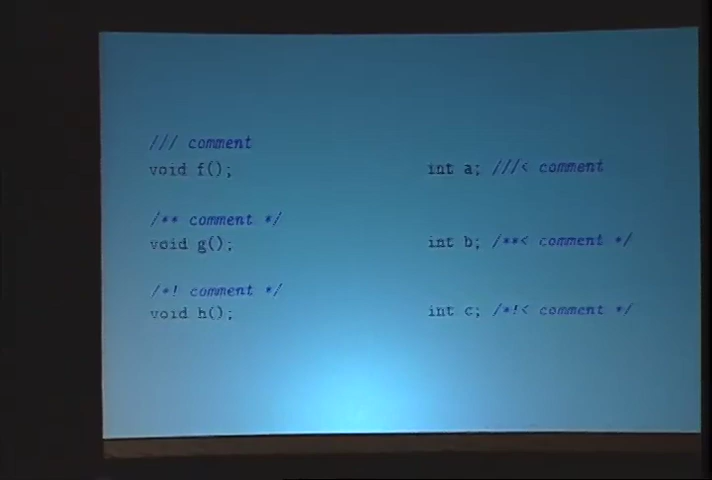 /// comment
void f();
/** comment */
void g();
/*! comment */
void h();
int a; ///< comment
int b; /**< comment */
int c; /*!< comment */